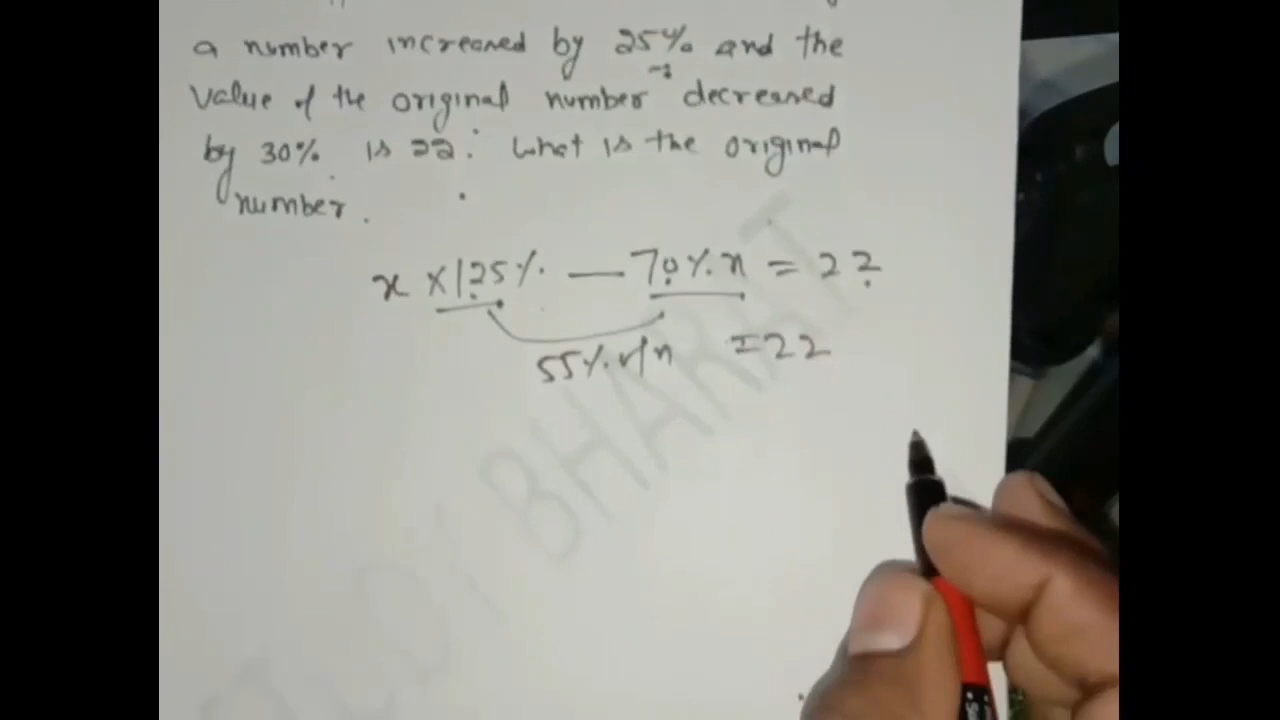 a number increased by 25% and the
value of the original number decreased
by 30% is 22. What is the original
number.
x × 125% — 70% x = 22
55% x = 22
BHARAT